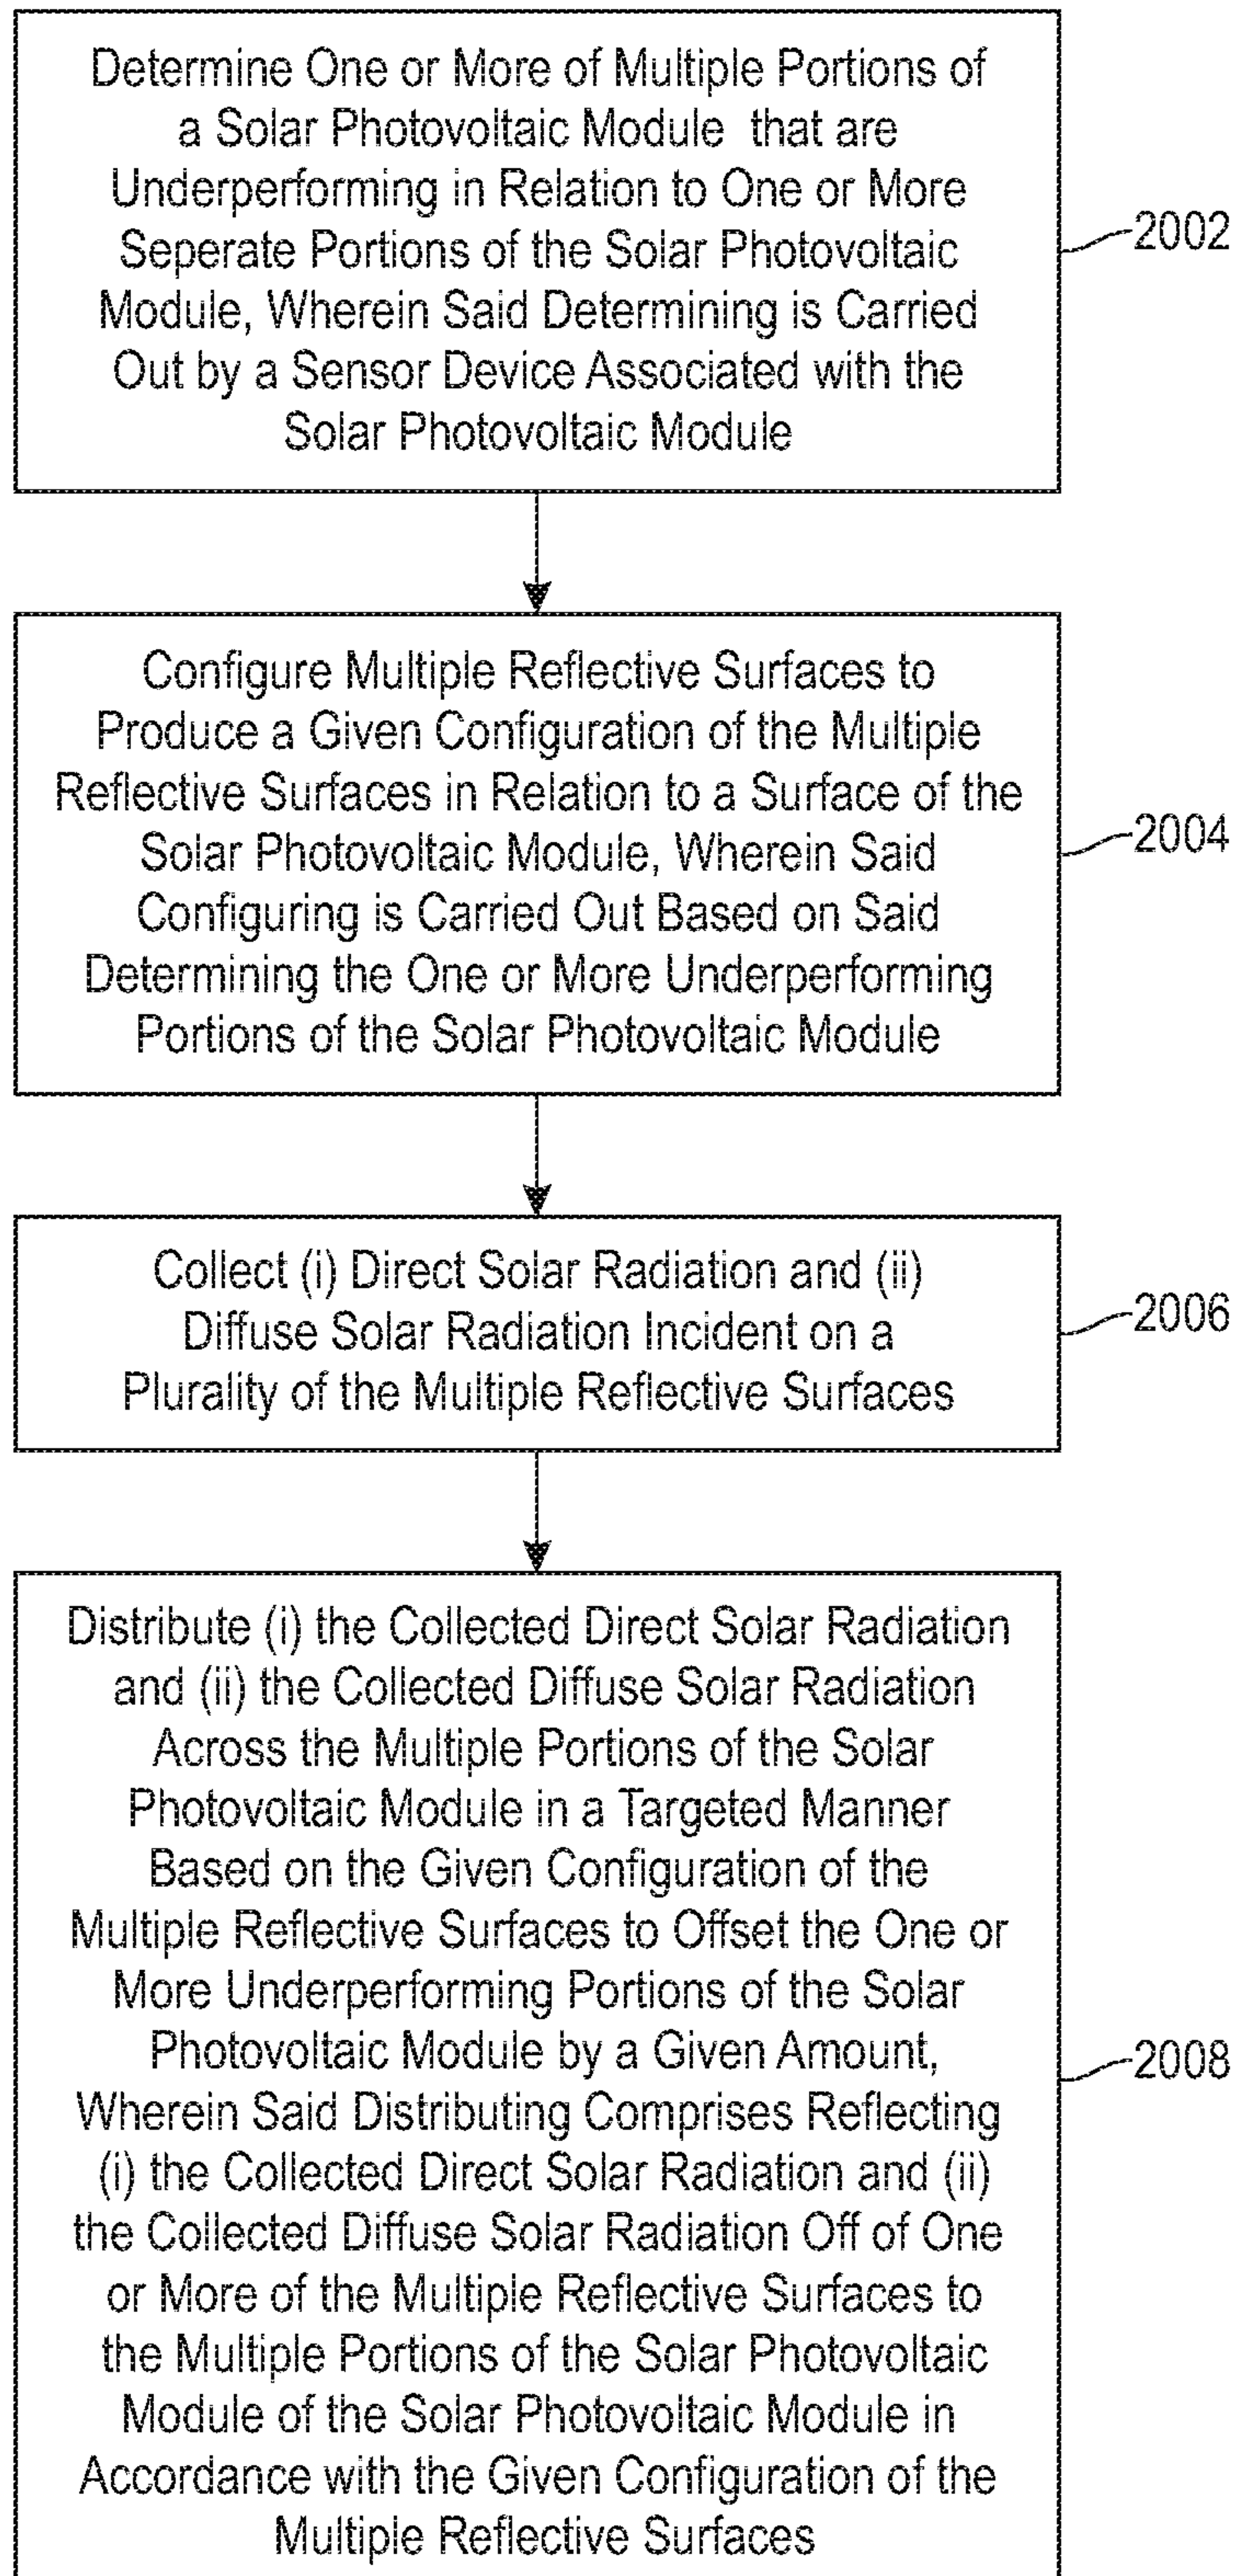 Determine One or More of Multiple Portions of
a Solar Photovoltaic Module that are
Underperforming in Relation to One or More
Seperate Portions of the Solar Photovoltaic
Module, Wherein Said Determining is Carried
Out by a Sensor Device Associated with the
Solar Photovoltaic Module
2002
Configure Multiple Reflective Surfaces to
Produce a Given Configuration of the Multiple
Reflective Surfaces in Relation to a Surface of the
Solar Photovoltaic Module, Wherein Said
Configuring is Carried Out Based on Said
Determining the One or More Underperforming
Portions of the Solar Photovoltaic Module
2004
Collect (i) Direct Solar Radiation and (ii)
Diffuse Solar Radiation Incident on a
Plurality of the Multiple Reflective Surfaces
2006
Distribute (i) the Collected Direct Solar Radiation
and (ii) the Collected Diffuse Solar Radiation
Across the Multiple Portions of the Solar
Photovoltaic Module in a Targeted Manner
Based on the Given Configuration of the
Multiple Reflective Surfaces to Offset the One or
More Underperforming Portions of the Solar
Photovoltaic Module by a Given Amount,
Wherein Said Distributing Comprises Reflecting
(i) the Collected Direct Solar Radiation and (ii)
the Collected Diffuse Solar Radiation Off of One
or More of the Multiple Reflective Surfaces to
the Multiple Portions of the Solar Photovoltaic
Module of the Solar Photovoltaic Module in
Accordance with the Given Configuration of the
Multiple Reflective Surfaces
2008